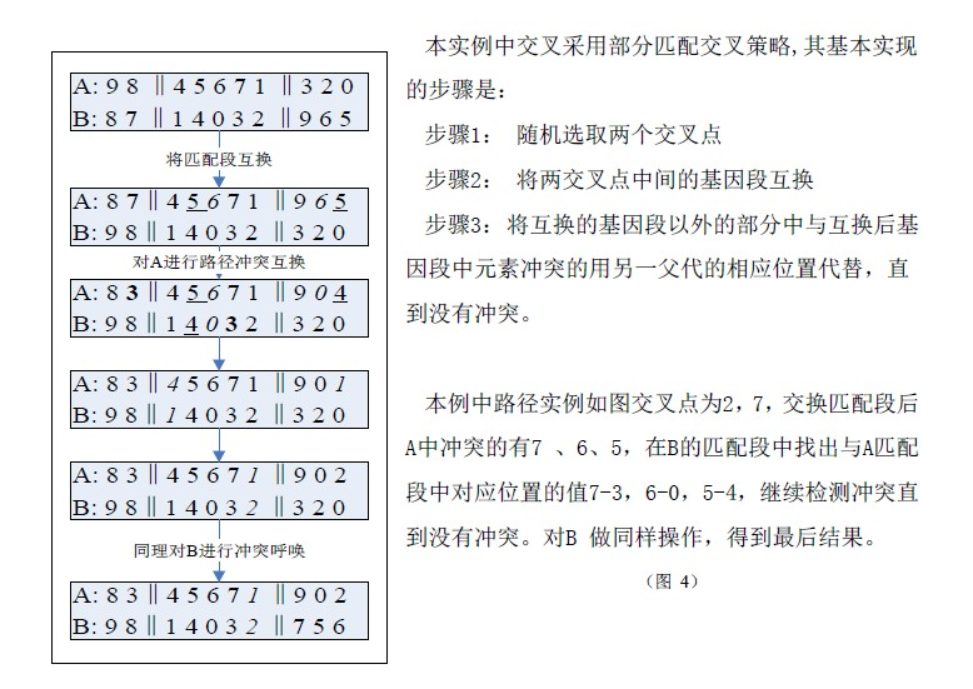 A: 9 8 ‖ 4 5 6 7 1 ‖ 3 2 0
B: 8 7 ‖ 1 4 0 3 2 ‖ 9 6 5
将匹配段互换
A: 8 7 ‖ 4 5 6 7 1 ‖ 9 6 5
B: 9 8 ‖ 1 4 0 3 2 ‖ 3 2 0
对A进行路径冲突互换
A: 8 3 ‖ 4 5 6 7 1 ‖ 9 0 4
B: 9 8 ‖ 1 4 0 3 2 ‖ 3 2 0
A: 8 3 ‖ 4 5 6 7 1 ‖ 9 0 1
B: 9 8 ‖ 1 4 0 3 2 ‖ 3 2 0
A: 8 3 ‖ 4 5 6 7 1 ‖ 9 0 2
B: 9 8 ‖ 1 4 0 3 2 ‖ 3 2 0
同理对B进行冲突呼唤
A: 8 3 ‖ 4 5 6 7 1 ‖ 9 0 2
B: 9 8 ‖ 1 4 0 3 2 ‖ 7 5 6
本实例中交叉采用部分匹配交叉策略,其基本实现
的步骤是：
步骤1： 随机选取两个交叉点
步骤2： 将两交叉点中间的基因段互换
步骤3：将互换的基因段以外的部分中与互换后基
因段中元素冲突的用另一父代的相应位置代替，直
到没有冲突。
本例中路径实例如图交叉点为2，7，交换匹配段后
A中冲突的有7 、6、5，在B的匹配段中找出与A匹配
段中对应位置的值7-3，6-0，5-4，继续检测冲突直
到没有冲突。对B 做同样操作，得到最后结果。
（图 4）